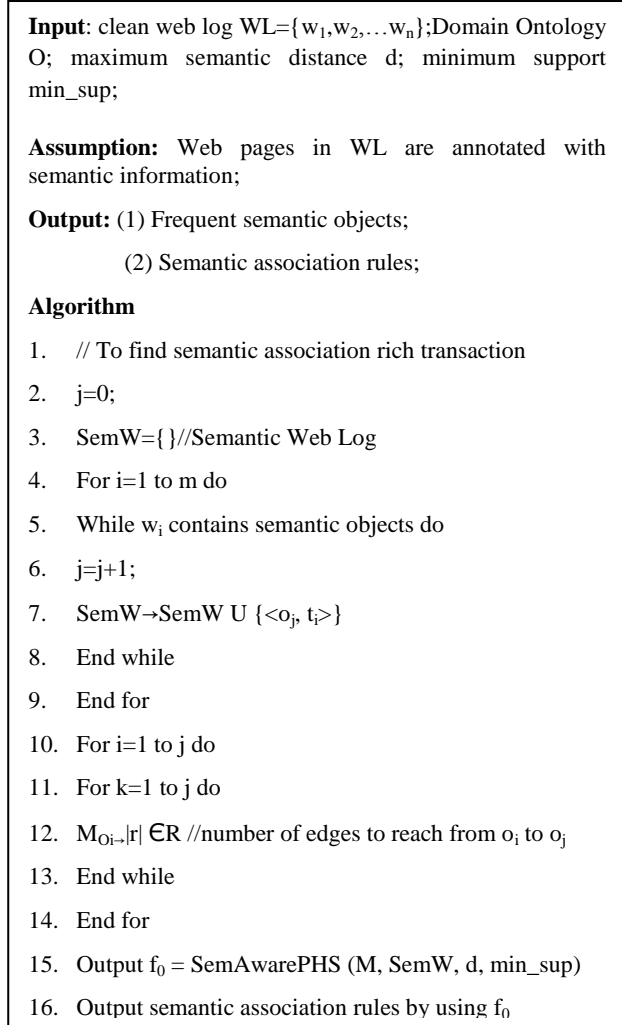 Input: clean web log WL={w₁,w₂,…wₙ};Domain Ontology
O; maximum semantic distance d; minimum support
min_sup;
Assumption: Web pages in WL are annotated with
semantic information;
Output: (1) Frequent semantic objects;
(2) Semantic association rules;
Algorithm
1. // To find semantic association rich transaction
2. j=0;
3. SemW={}//Semantic Web Log
4. For i=1 to m do
5. While wᵢ contains semantic objects do
6. j=j+1;
7. SemW→SemW U {<oⱼ, tᵢ>}
8. End while
9. End for
10. For i=1 to j do
11. For k=1 to j do
12. M_Oi→|r| ∈R //number of edges to reach from oᵢ to oⱼ
13. End while
14. End for
15. Output f₀ = SemAwarePHS (M, SemW, d, min_sup)
16. Output semantic association rules by using f₀